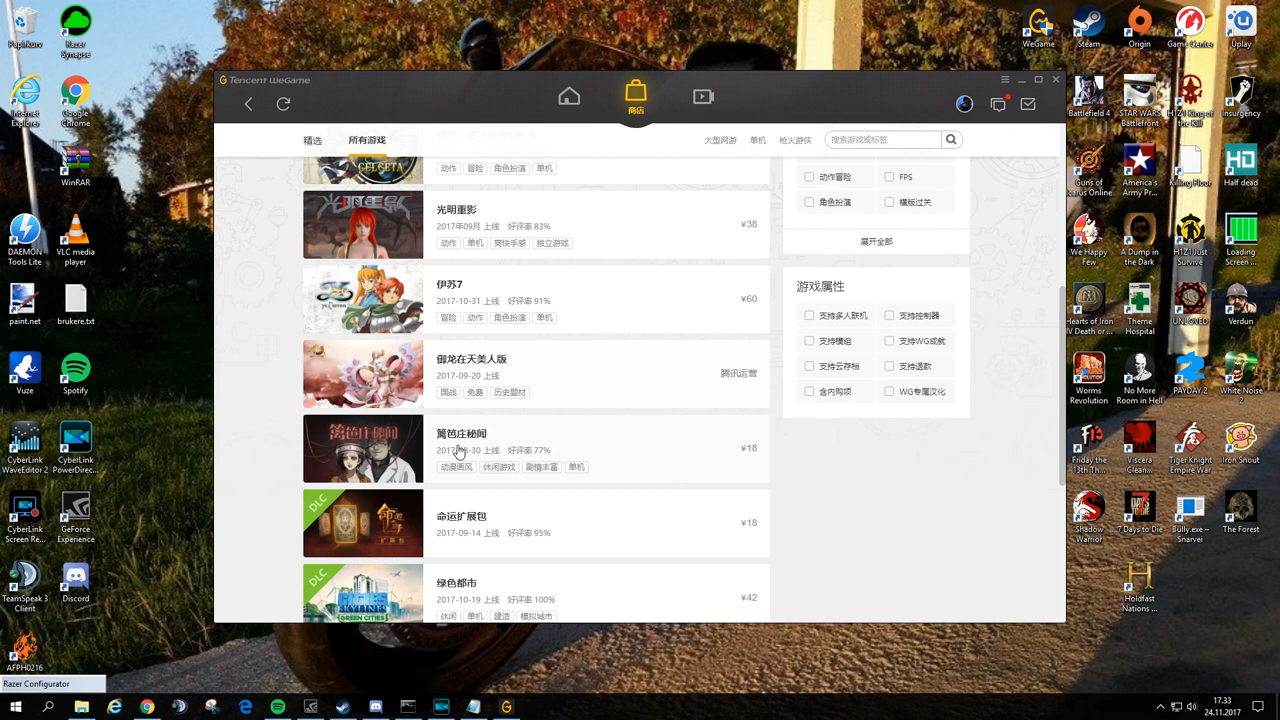 Papirkurv
Razer Synapse
Internet Explorer
Google Chrome
WinRAR
DAEMON Tools Lite
VLC media player
paint.net
brukere.txt
Vuze
Spotify
CyberLink WaveEditor 2
CyberLink PowerDirec...
CyberLink Screen Re...
GeForce Experience
TeamSpeak 3 Client
Discord
AFPH0216
Razer Configurator
Tencent WeGame
商店
精选
所有游戏
大型网游
单机
枪火游侠
搜索游戏或标签
动作
冒险
角色扮演
单机
光明重影
2017年09月 上线 好评率 83%
动作 单机 爽快手感 独立游戏
¥38
伊苏7
2017-10-31 上线 好评率 91%
冒险 动作 角色扮演 单机
¥60
御龙在天美人版
2017-09-20 上线
国战 免费 历史题材
腾讯运营
篱笆庄秘闻
篱笆庄秘闻
-30 上线 好评率 77%
动漫画风 休闲游戏 剧情丰富 单机
¥18
DLC
命运扩展包
2017-09-14 上线 好评率 95%
¥18
DLC
CITIES SKYLINES
GREEN CITIES
绿色都市
2017-10-19 上线 好评率 100%
休闲 单机 建造 模拟城市
¥42
动作冒险
FPS
角色扮演
横版过关
展开全部
游戏属性
支持多人联机
支持控制器
支持模组
支持WG成就
支持云存档
支持退款
含内购项
WG专属汉化
WeGame
Steam
Origin
Game Center
Uplay
Battlefield 4
STAR WARS Battlefront
H1Z1 King of the Kill
Insurgency
Guns of Icarus Online
America's Army Pr...
Killing Floor
Half dead
We Happy Few
A Dump in the Dark
H1Z1 Just Survive
Loading Screen ...
Hearts of Iron IV Death or ...
Theme Hospital
UNLOVED
Verdun
Worms Revolution
No More Room in Hell
PAYDAY 2
White Noise 2
Friday the 13th Th...
Viscera Clean...
Tiger Knight Empire War
Iron Snout
Shadow Warrior
7 Days to Die
Bully.exe – Snarvei
The Forest
Holdfast Nations ...
17.33
24.11.2017